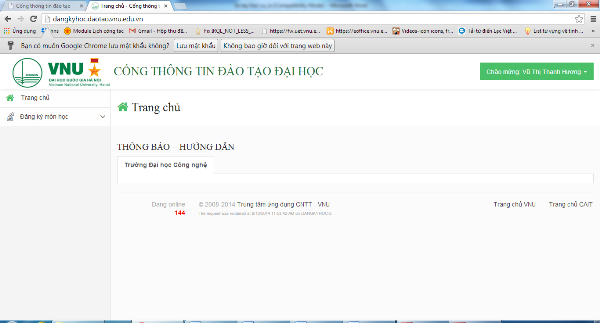 Cổng thông tin đào tạo
Trang chủ - Cổng thông t
dangkyhoc.daotao.vnu.edu.vn
Ứng dụng
Module Lịch công tác
Gmail - Hộp thư đế...
https://fw.uet.vnu.e...
https://eoffice.vnu.e...
Videos-icon icons, fr...
Tải từ điển Lạc Việt...
List từ vựng về tính ...
Bạn có muốn Google Chrome lưu mật khẩu không?
Lưu mật khẩu
Không bao giờ đối với trang web này
VNU
ĐẠI HỌC QUỐC GIA HÀ NỘI
Vietnam National University, Hanoi
CỔNG THÔNG TIN ĐÀO TẠO ĐẠI HỌC
Chào mừng: Vũ Thị Thanh Hương
Trang chủ
Đăng ký môn học
Trang chủ
THÔNG BÁO - HƯỚNG DẪN
Trường Đại học Công nghệ
Đang online
144
© 2008-2014 Trung tâm ứng dụng CNTT . VNU
Trang chủ VNU
Trang chủ CAIT